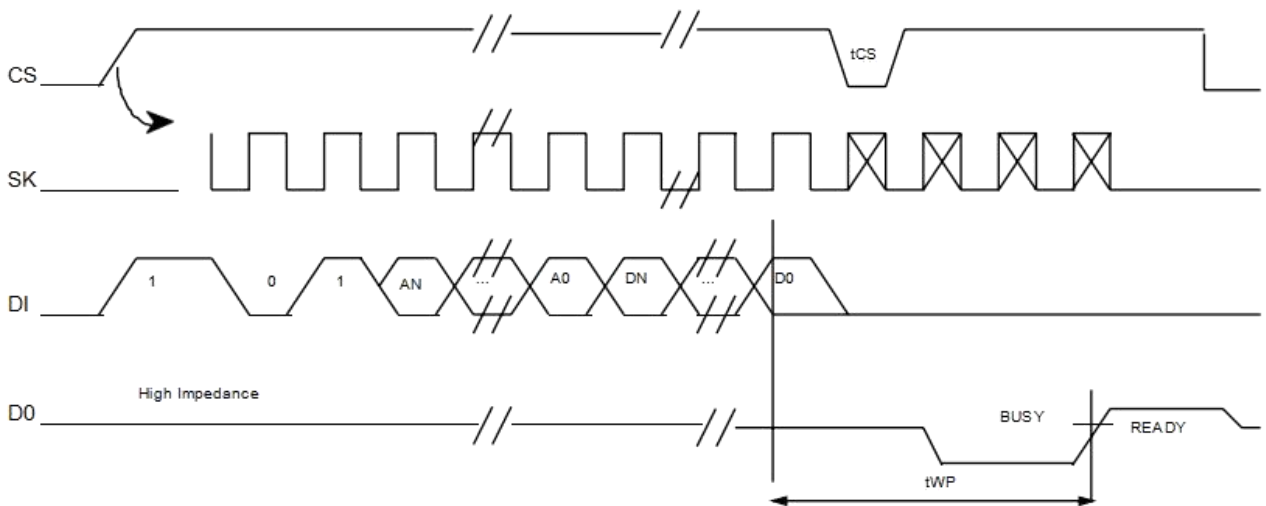 CS
tCS
SK
DI
1
0
1
AN
...
A0
DN
...
D0
D0
High Impedance
BUSY
READY
tWP